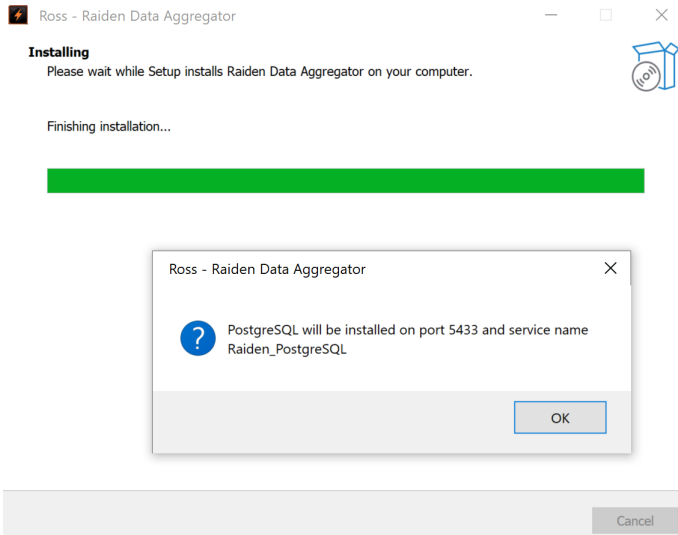 Ross - Raiden Data Aggregator
Installing
Please wait while Setup installs Raiden Data Aggregator on your computer.
Finishing installation...
Ross - Raiden Data Aggregator
PostgreSQL will be installed on port 5433 and service name
Raiden_PostgreSQL
OK
Cancel